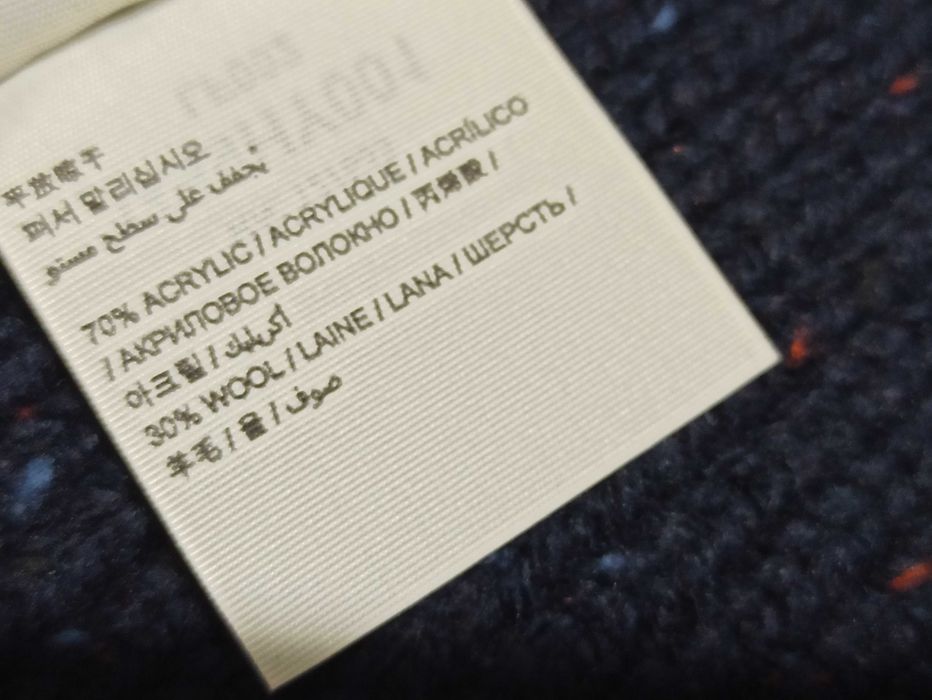 平放晾干
펴서 말리십시오
يجفف على سطح مستو
70% ACRYLIC / ACRYLIQUE / ACRÍLICO
/ АКРИЛОВОЕ ВОЛОКНО / 丙烯酸 /
아크릴 / أكريليك
30% WOOL / LAINE / LANA / ШЕРСТЬ /
羊毛 / 울 / صوف